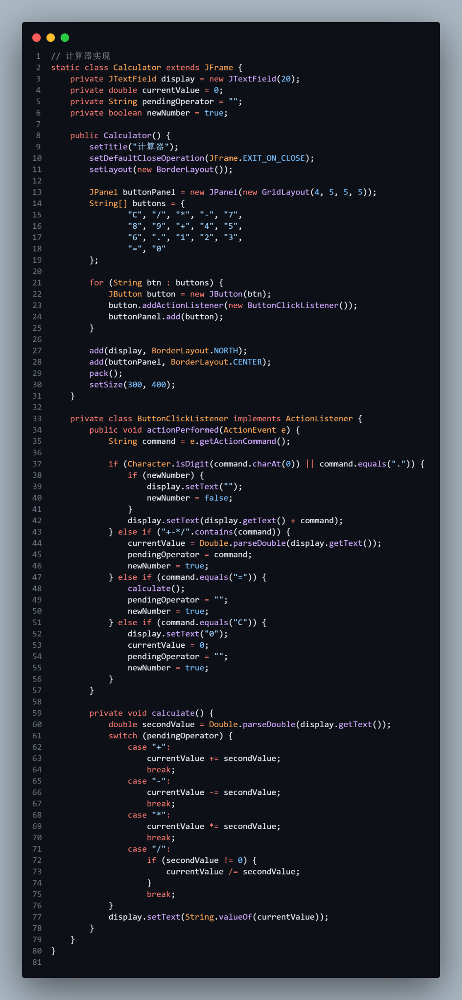 1 // 计算器实现
2 static class Calculator extends JFrame {
3     private JTextField display = new JTextField(20);
4     private double currentValue = 0;
5     private String pendingOperator = "";
6     private boolean newNumber = true;
7
8     public Calculator() {
9         setTitle("计算器");
10         setDefaultCloseOperation(JFrame.EXIT_ON_CLOSE);
11         setLayout(new BorderLayout());
12
13         JPanel buttonPanel = new JPanel(new GridLayout(4, 5, 5, 5));
14         String[] buttons = {
15                 "C", "/", "*", "-", "7",
16                 "8", "9", "+", "4", "5",
17                 "6", ".", "1", "2", "3",
18                 "=", "0"
19         };
20
21         for (String btn : buttons) {
22             JButton button = new JButton(btn);
23             button.addActionListener(new ButtonClickListener());
24             buttonPanel.add(button);
25         }
26
27         add(display, BorderLayout.NORTH);
28         add(buttonPanel, BorderLayout.CENTER);
29         pack();
30         setSize(300, 400);
31     }
32
33     private class ButtonClickListener implements ActionListener {
34         public void actionPerformed(ActionEvent e) {
35             String command = e.getActionCommand();
36
37             if (Character.isDigit(command.charAt(0)) || command.equals(".")) {
38                 if (newNumber) {
39                     display.setText("");
40                     newNumber = false;
41                 }
42                 display.setText(display.getText() + command);
43             } else if ("+-*/".contains(command)) {
44                 currentValue = Double.parseDouble(display.getText());
45                 pendingOperator = command;
46                 newNumber = true;
47             } else if (command.equals("=")) {
48                 calculate();
49                 pendingOperator = "";
50                 newNumber = true;
51             } else if (command.equals("C")) {
52                 display.setText("0");
53                 currentValue = 0;
54                 pendingOperator = "";
55                 newNumber = true;
56             }
57         }
58
59         private void calculate() {
60             double secondValue = Double.parseDouble(display.getText());
61             switch (pendingOperator) {
62                 case "+":
63                     currentValue += secondValue;
64                     break;
65                 case "-":
66                     currentValue -= secondValue;
67                     break;
68                 case "*":
69                     currentValue *= secondValue;
70                     break;
71                 case "/":
72                     if (secondValue != 0) {
73                         currentValue /= secondValue;
74                     }
75                     break;
76             }
77             display.setText(String.valueOf(currentValue));
78         }
79     }
80 }
81